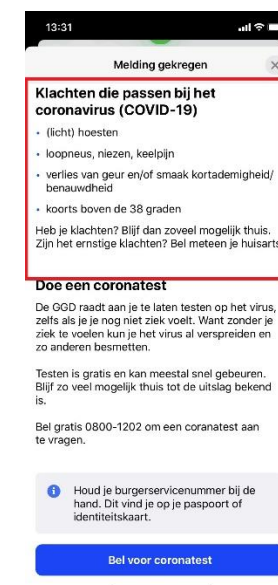 13:31
Melding gekregen
Klachten die passen bij het
coronavirus (COVID-19)
• (licht) hoesten
• loopneus, niezen, keelpijn
• verlies van geur en/of smaak kortademigheid/
benauwdheid
• koorts boven de 38 graden
Heb je klachten? Blijf dan zoveel mogelijk thuis.
Zijn het ernstige klachten? Bel meteen je huisarts
Doe een coronatest
De GGD raadt aan je te laten testen op het virus,
zelfs als je je nog niet ziek voelt. Want zonder je
ziek te voelen kun je het virus al verspreiden en
zo anderen besmetten.
Testen is gratis en kan meestal snel gebeuren.
Blijf zo veel mogelijk thuis tot de uitslag bekend
is.
Bel gratis 0800-1202 om een coranatest aan
te vragen.
Houd je burgerservicenummer bij de
hand. Dit vind je op je paspoort of
identiteitskaart.
Bel voor coronatest